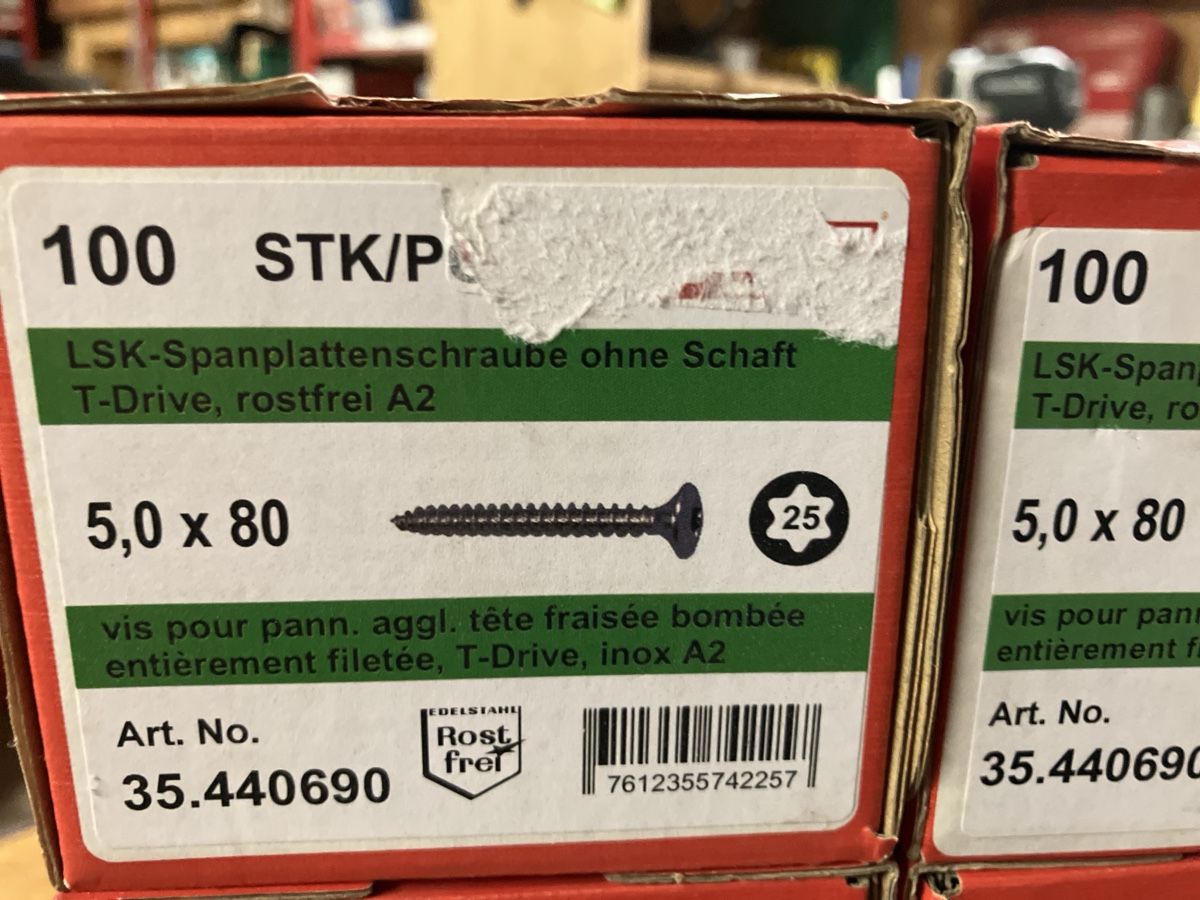 100 STK/P
LSK-Spanplattenschraube ohne Schaft
T-Drive, rostfrei A2
5,0 x 80
25
vis pour pann. aggl. tête fraisée bombée
entièrement filetée, T-Drive, inox A2
Art. No.
35.440690
EDELSTAHL
Rost
frei
7612355742257
100
LSK-Span
T-Drive, ro
5,0 x 80
vis pour pann
entièrement f
Art. No.
35.440690